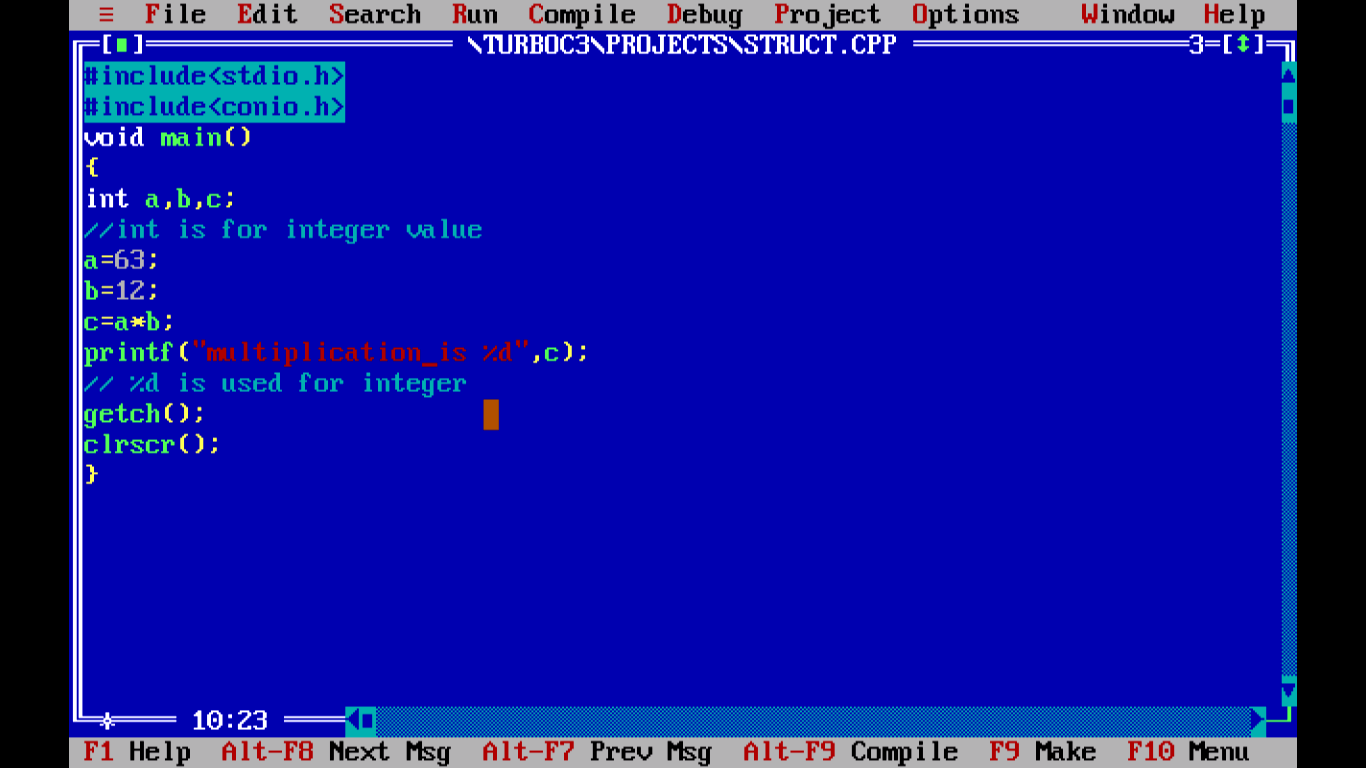 ≡ File Edit Search Run Compile Debug Project Options Window Help
[■] \TURBOC3\PROJECTS\STRUCT.CPP 3=[↕]
#include<stdio.h>
#include<conio.h>
void main()
{
int a,b,c;
//int is for integer value
a=63;
b=12;
c=a*b;
printf("multiplication_is %d",c);
// %d is used for integer
getch();
clrscr();
}
10:23
F1 Help Alt-F8 Next Msg Alt-F7 Prev Msg Alt-F9 Compile F9 Make F10 Menu